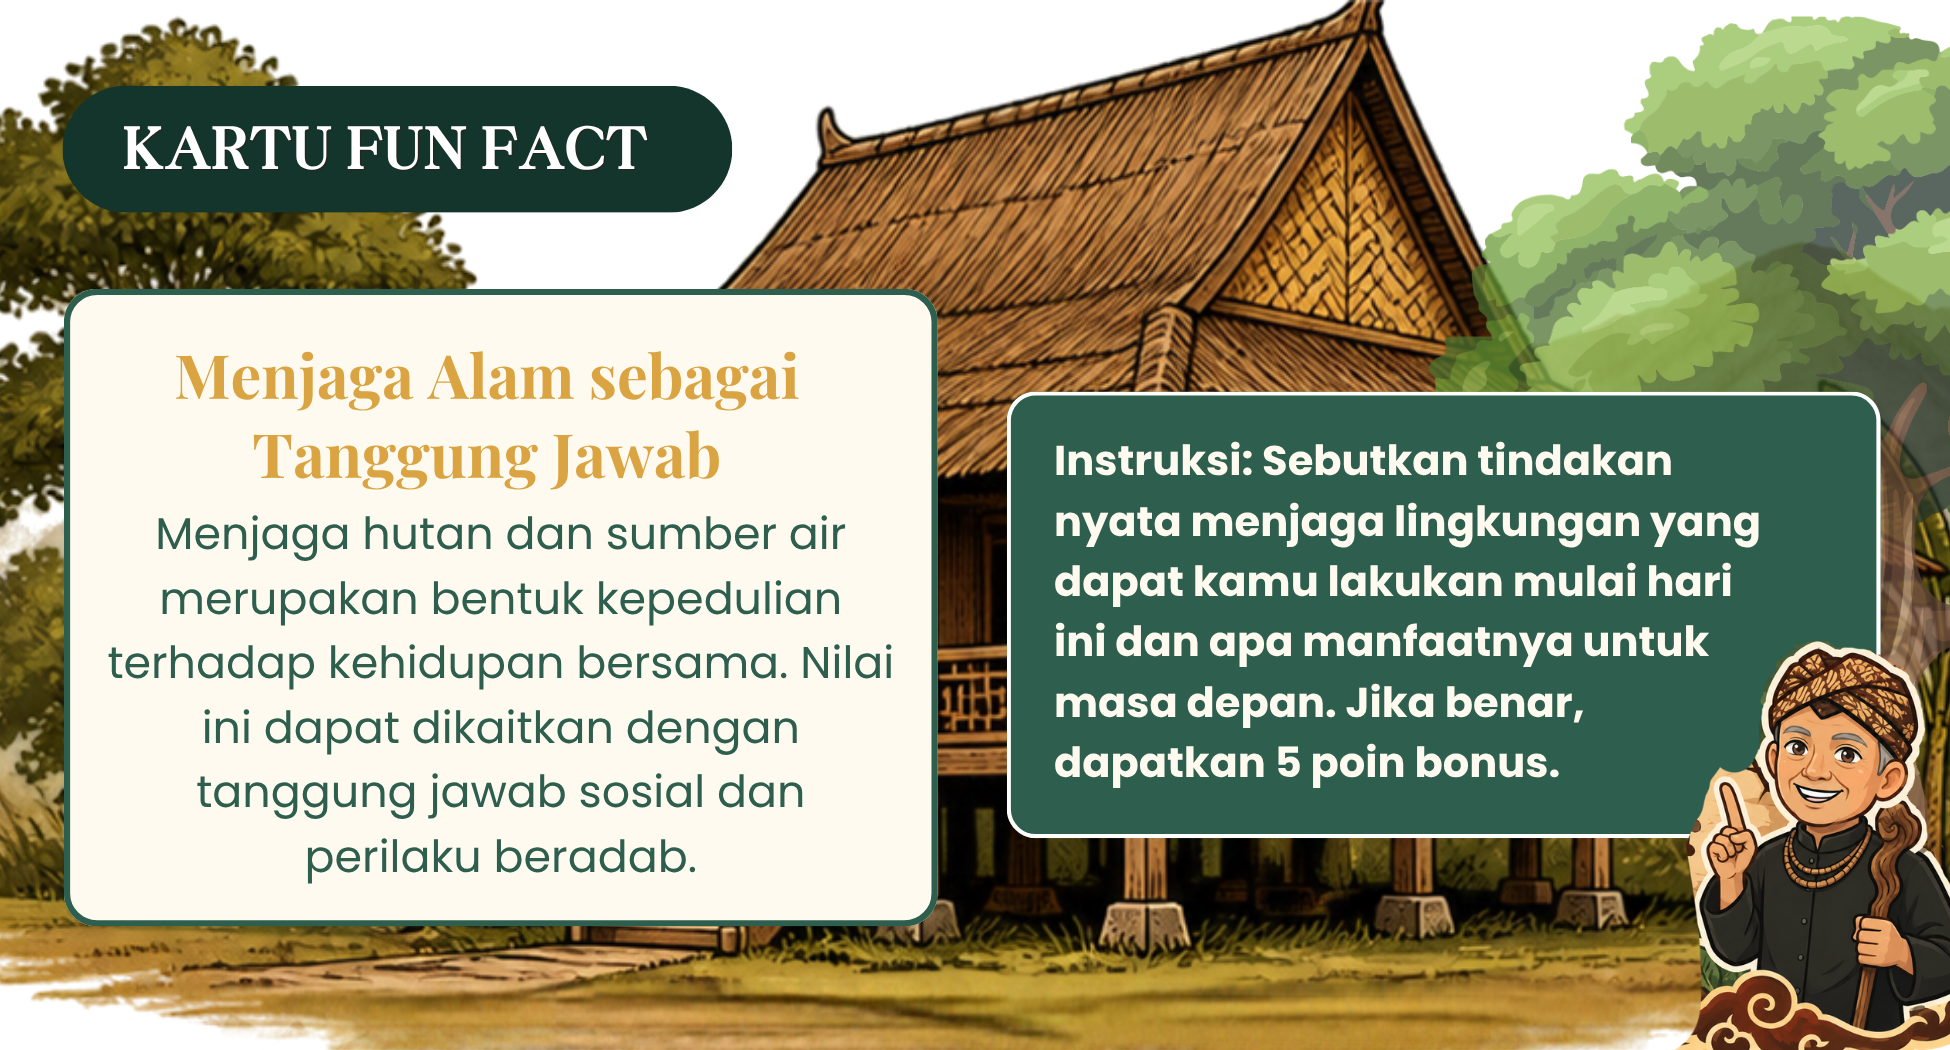 KARTU FUN FACT
Menjaga Alam sebagai
Tanggung Jawab
Menjaga hutan dan sumber air
merupakan bentuk kepedulian
terhadap kehidupan bersama. Nilai
ini dapat dikaitkan dengan
tanggung jawab sosial dan
perilaku beradab.
Instruksi: Sebutkan tindakan
nyata menjaga lingkungan yang
dapat kamu lakukan mulai hari
ini dan apa manfaatnya untuk
masa depan. Jika benar,
dapatkan 5 poin bonus.